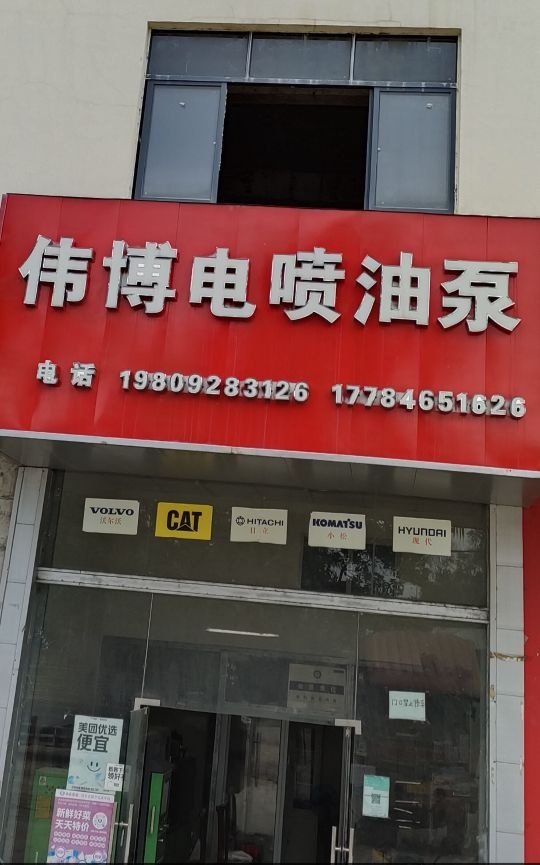 伟博电喷油泵
电话 19809283126 17784651626
VOLVO
沃尔沃
CAT
HITACHI
日立
KOMATSU
小松
HYUNDAI
现代
美团优选
便宜
新鲜好菜
天天特价